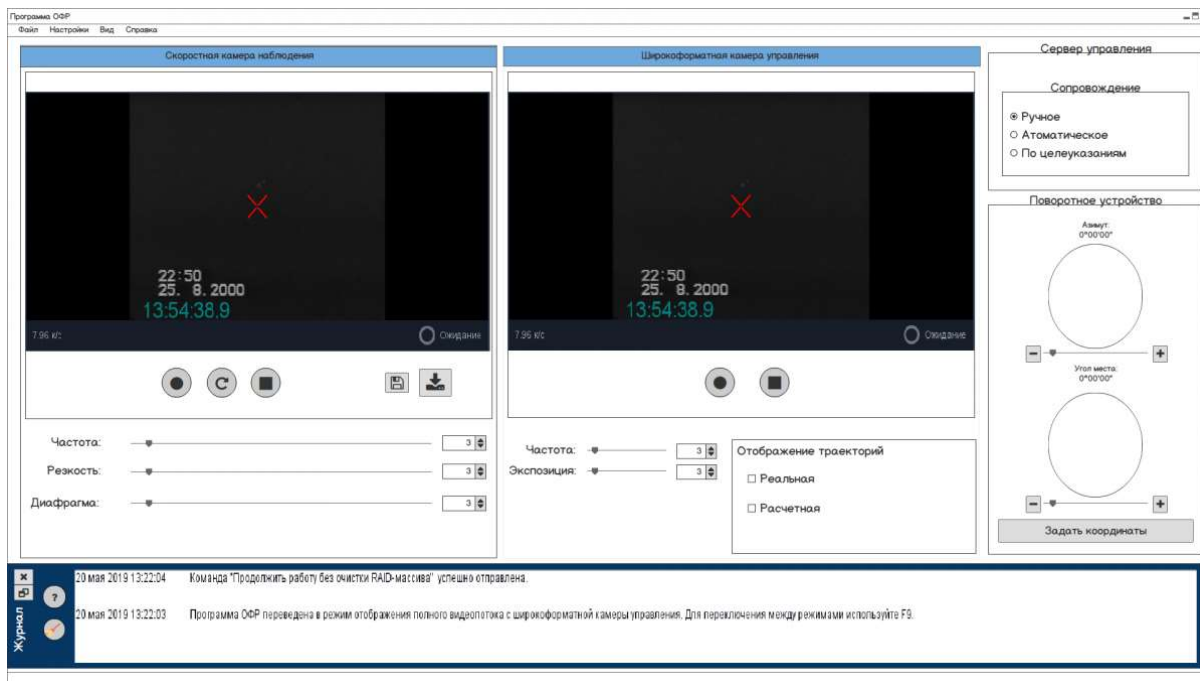 Программа ОФР
Файл Настройки Вид Справка
Скоростная камера наблюдения
22:50
25. 8.2000
13:54:38.9
7.96 к/с
Ожидание
Частота: 3
Резкость: 3
Диафрагма: 3
Широкоформатная камера управления
22:50
25. 8.2000
13:54:38.9
7.96 к/с
Ожидание
Частота: 3
Экспозиция: 3
Отображение траекторий
Реальная
Расчетная
Сервер управления
Сопровождение
Ручное
Атоматическое
По целеуказаниям
Поворотное устройство
Азимут:
0°00'00"
Угол места:
0°00'00"
Задать координаты
Журнал
20 мая 2019 13:22:04 Команда "Продолжить работу без очистки RAID-массива" успешно отправлена.
20 мая 2019 13:22:03 Программа ОФР переведена в режим отображения полного видеопотока с широкоформатной камеры управления. Для переключения между режимами используйте F9.